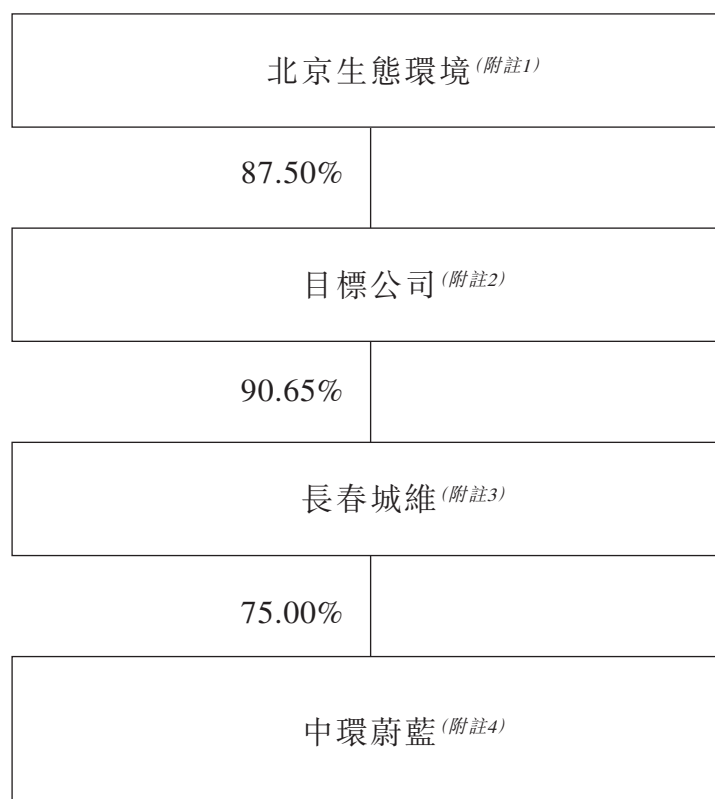 北京生態環境(附註1)
87.50%
目標公司(附註2)
90.65%
長春城維(附註3)
75.00%
中環蔚藍(附註4)